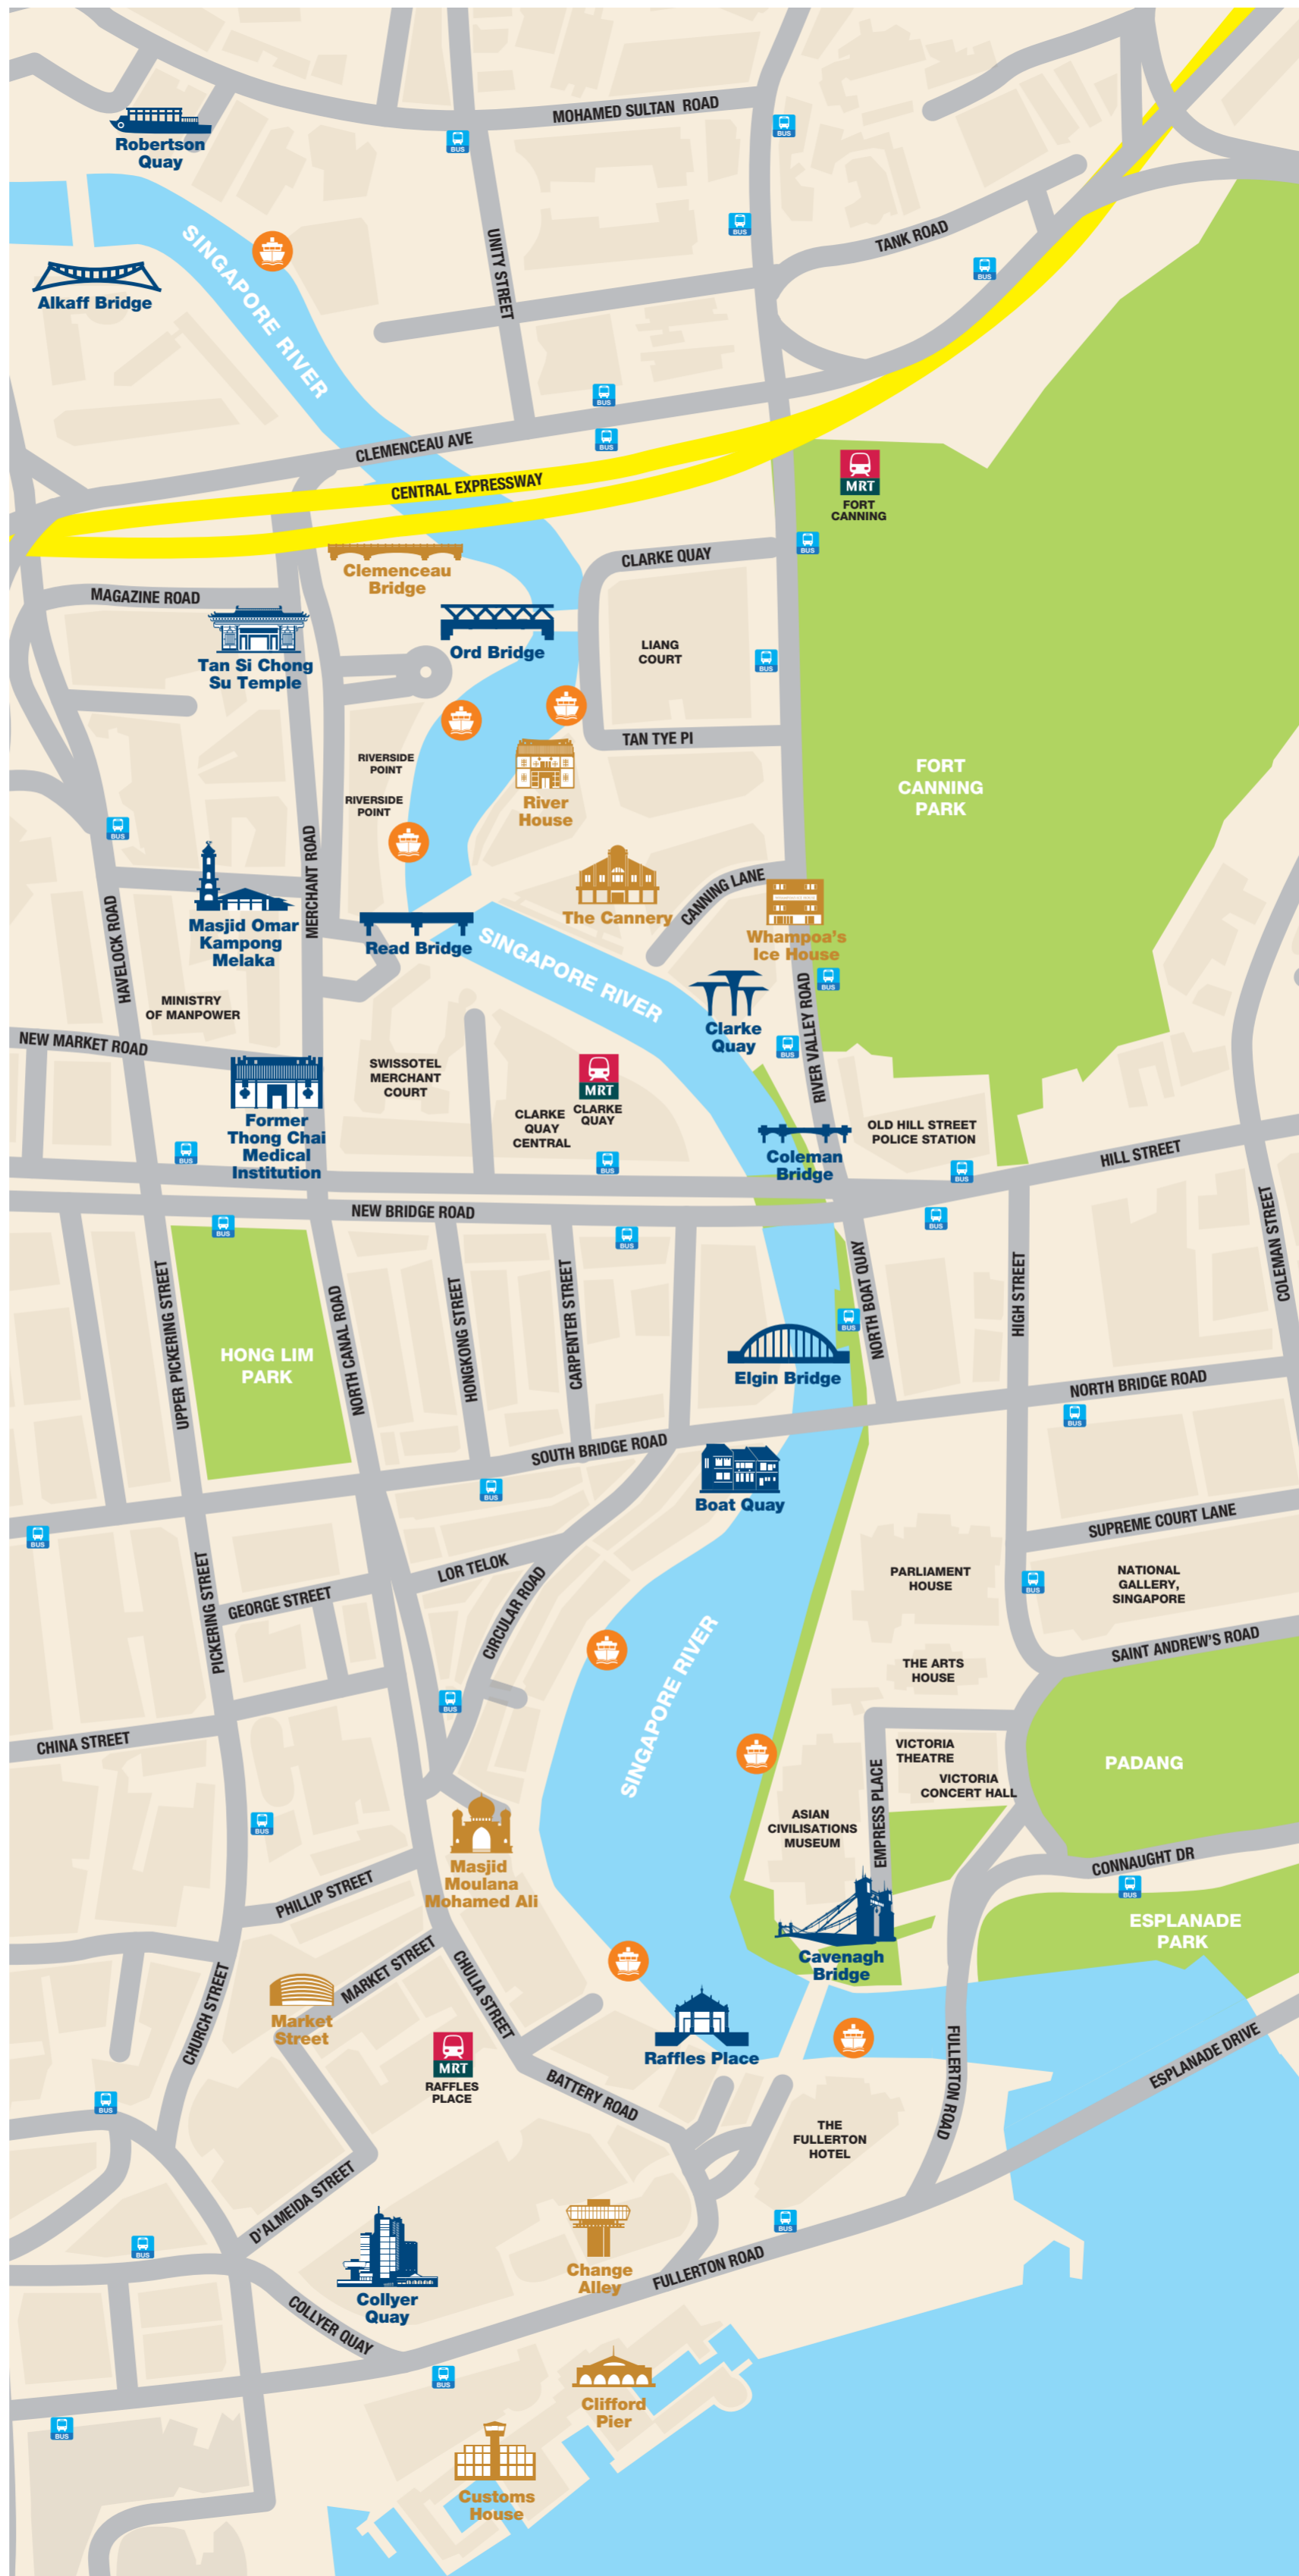 MOHAMED SULTAN ROAD
BUS
BUS
Robertson
Quay
SINGAPORE RIVER
UNITY STREET
BUS
TANK ROAD
BUS
Alkaff Bridge
BUS
CLEMENCEAU AVE
BUS
CENTRAL EXPRESSWAY
MRT
FORT
CANNING
BUS
CLARKE QUAY
Clemenceau
Bridge
MAGAZINE ROAD
Ord Bridge
LIANG
COURT
BUS
Tan Si Chong
Su Temple
TAN TYE PI
RIVERSIDE
POINT
RIVERSIDE
POINT
River
House
FORT
CANNING
PARK
BUS
MERCHANT ROAD
HAVELOCK ROAD
Masjid Omar
Kampong
Melaka
The Cannery
CANNING LANE
Whampoa's
Ice House
Read Bridge
SINGAPORE RIVER
BUS
MINISTRY
OF MANPOWER
Clarke
Quay
BUS
RIVER VALLEY ROAD
NEW MARKET ROAD
SWISSOTEL
MERCHANT
COURT
MRT
CLARKE
QUAY
CLARKE
QUAY
CENTRAL
Former
Thong Chai
Medical
Institution
OLD HILL STREET
POLICE STATION
Coleman
Bridge
BUS
BUS
BUS
HILL STREET
COLEMAN STREET
NEW BRIDGE ROAD
BUS
BUS
BUS
UPPER PICKERING STREET
HONG LIM
PARK
NORTH CANAL ROAD
HONGKONG STREET
CARPENTER STREET
NORTH BOAT QUAY
HIGH STREET
BUS
Elgin Bridge
NORTH BRIDGE ROAD
BUS
SOUTH BRIDGE ROAD
BUS
Boat Quay
BUS
SUPREME COURT LANE
PICKERING STREET
GEORGE STREET
LOR TELOK
CIRCULAR ROAD
PARLIAMENT
HOUSE
BUS
NATIONAL
GALLERY,
SINGAPORE
SINGAPORE RIVER
SAINT ANDREW'S ROAD
THE ARTS
HOUSE
BUS
CHINA STREET
VICTORIA
THEATRE
VICTORIA
CONCERT HALL
PADANG
EMPRESS PLACE
ASIAN
CIVILISATIONS
MUSEUM
BUS
CONNAUGHT DR
BUS
Masjid
Moulana
Mohamed Ali
PHILLIP STREET
ESPLANADE
PARK
Cavenagh
Bridge
MARKET STREET
CHULIA STREET
CHURCH STREET
Market
Street
Raffles Place
MRT
RAFFLES
PLACE
FULLERTON ROAD
ESPLANADE DRIVE
BATTERY ROAD
BUS
THE
FULLERTON
HOTEL
D'ALMEIDA STREET
BUS
BUS
Change
Alley
FULLERTON ROAD
Collyer
Quay
COLLYER QUAY
BUS
Clifford
Pier
BUS
Customs
House